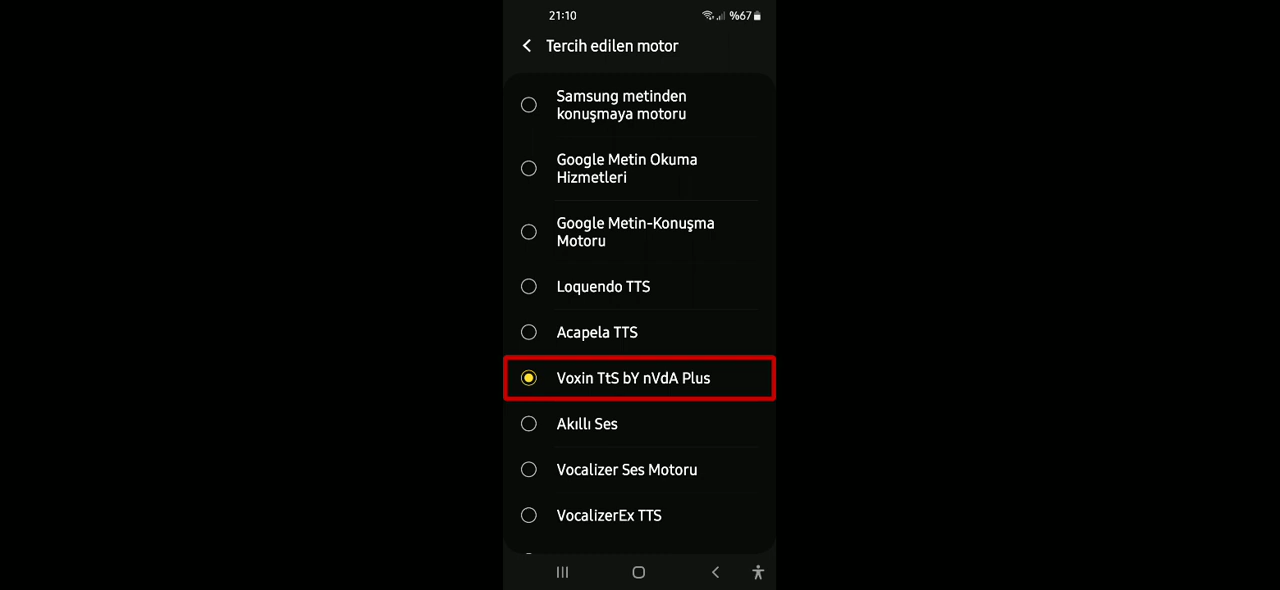 21:10
%67
Tercih edilen motor
Samsung metinden
konuşmaya motoru
Google Metin Okuma
Hizmetleri
Google Metin-Konuşma
Motoru
Loquendo TTS
Acapela TTS
Voxin TtS bY nVdA Plus
Akıllı Ses
Vocalizer Ses Motoru
VocalizerEx TTS